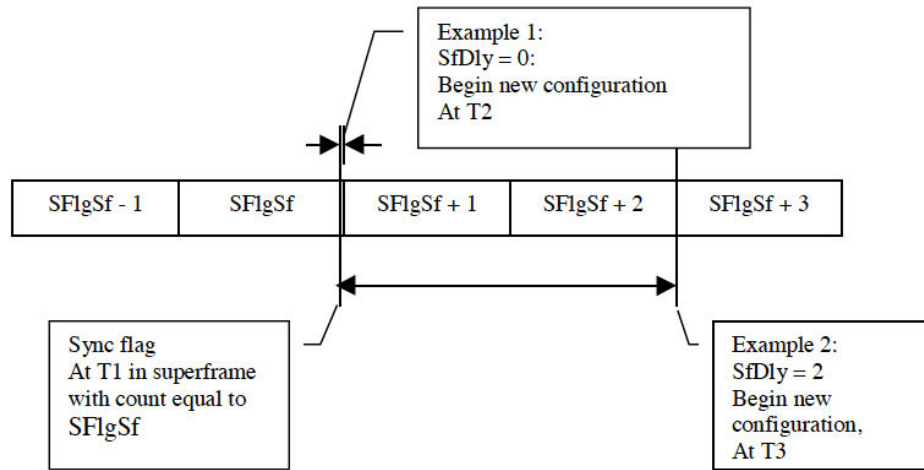 Example 1:
SfDly = 0:
Begin new configuration
At T2
SFlgSf - 1
SFlgSf
SFlgSf + 1
SFlgSf + 2
SFlgSf + 3
Sync flag
At T1 in superframe
with count equal to
SFlgSf
Example 2:
SfDly = 2
Begin new
configuration,
At T3